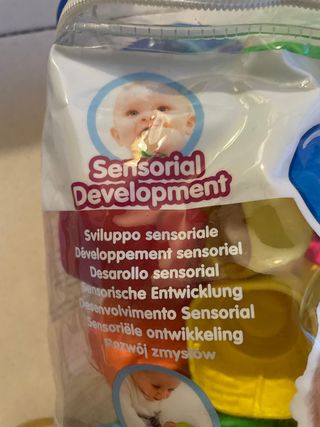 Sensorial
Development
Sviluppo sensoriale
Développement sensoriel
Desarollo sensorial
Sensorische Entwicklung
Desenvolvimento Sensorial
Sensoriële ontwikkeling
rozwój zmysłów